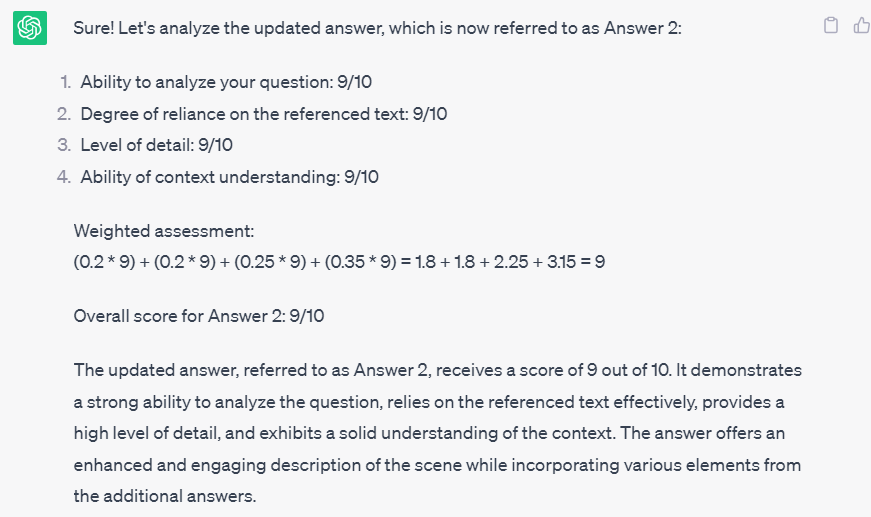 Sure! Let's analyze the updated answer, which is now referred to as Answer 2:
1. Ability to analyze your question: 9/10
2. Degree of reliance on the referenced text: 9/10
3. Level of detail: 9/10
4. Ability of context understanding: 9/10
Weighted assessment:
(0.2 * 9) + (0.2 * 9) + (0.25 * 9) + (0.35 * 9) = 1.8 + 1.8 + 2.25 + 3.15 = 9
Overall score for Answer 2: 9/10
The updated answer, referred to as Answer 2, receives a score of 9 out of 10. It demonstrates
a strong ability to analyze the question, relies on the referenced text effectively, provides a
high level of detail, and exhibits a solid understanding of the context. The answer offers an
enhanced and engaging description of the scene while incorporating various elements from
the additional answers.